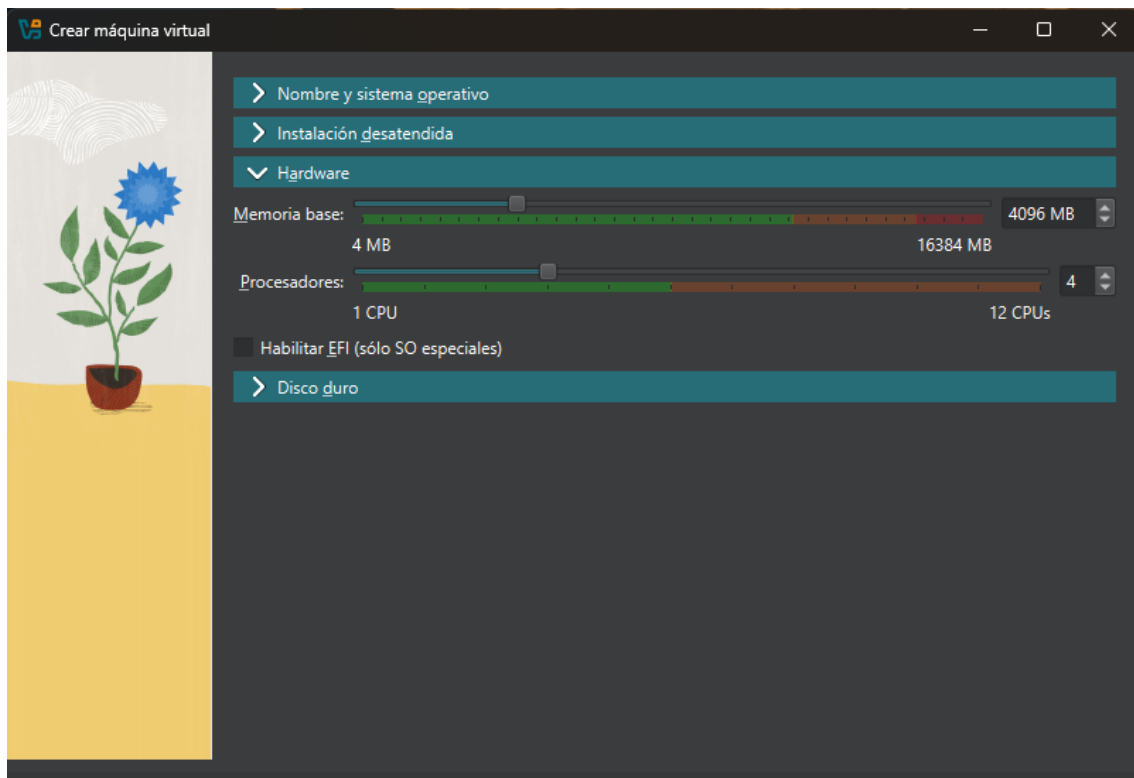 Crear máquina virtual
Nombre y sistema operativo
Instalación desatendida
Hardware
Memoria base: 4096 MB
4 MB 16384 MB
Procesadores: 4
1 CPU 12 CPUs
Habilitar EFI (sólo SO especiales)
Disco duro